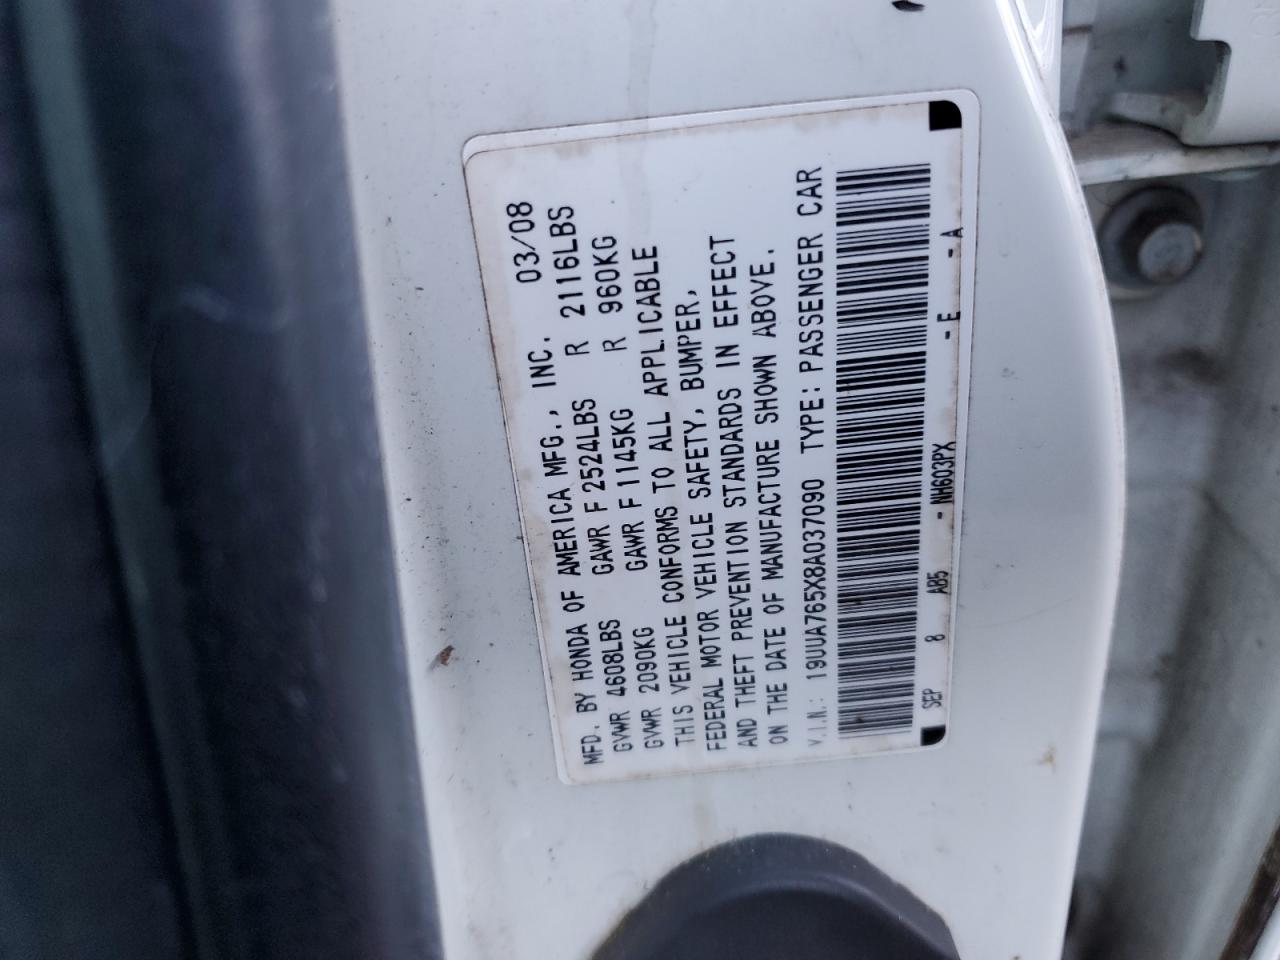 MFD. BY HONDA OF AMERICA MFG., INC. 03/08
GVWR 4608LBS GAWR F 2524LBS R 2116LBS
GVWR 2090KG GAWR F 1145KG R 960KG
THIS VEHICLE CONFORMS TO ALL APPLICABLE
FEDERAL MOTOR VEHICLE SAFETY, BUMPER,
AND THEFT PREVENTION STANDARDS IN EFFECT
ON THE DATE OF MANUFACTURE SHOWN ABOVE.
V.I.N.: 19UUA765X8A037090 TYPE: PASSENGER CAR
SEP 8 AB5 - NH603PX - E - A